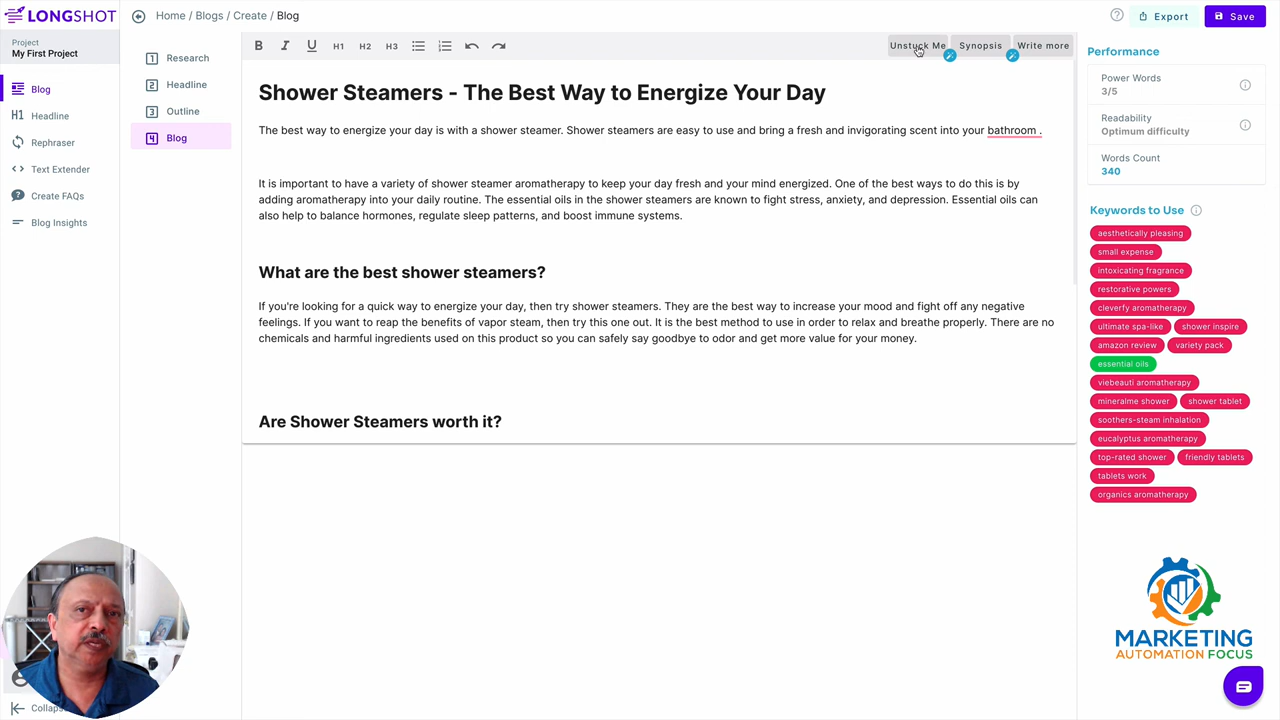 LONGSHOT
Home / Blogs / Create / Blog
Export
Save
Project
My First Project
Blog
H1 Headline
Rephraser
Text Extender
Create FAQs
Blog Insights
Collaps
1 Research
2 Headline
3 Outline
4 Blog
B I U H1 H2 H3
Unstuck Me
Synopsis
Write more
Shower Steamers - The Best Way to Energize Your Day
The best way to energize your day is with a shower steamer. Shower steamers are easy to use and bring a fresh and invigorating scent into your bathroom .
It is important to have a variety of shower steamer aromatherapy to keep your day fresh and your mind energized. One of the best ways to do this is by
adding aromatherapy into your daily routine. The essential oils in the shower steamers are known to fight stress, anxiety, and depression. Essential oils can
also help to balance hormones, regulate sleep patterns, and boost immune systems.
What are the best shower steamers?
If you're looking for a quick way to energize your day, then try shower steamers. They are the best way to increase your mood and fight off any negative
feelings. If you want to reap the benefits of vapor steam, then try this one out. It is the best method to use in order to relax and breathe properly. There are no
chemicals and harmful ingredients used on this product so you can safely say goodbye to odor and get more value for your money.
Are Shower Steamers worth it?
Performance
Power Words
3/5
Readability
Optimum difficulty
Words Count
340
Keywords to Use
aesthetically pleasing
small expense
intoxicating fragrance
restorative powers
cleverfy aromatherapy
ultimate spa-like shower inspire
amazon review variety pack
essential oils
viebeauti aromatherapy
mineralme shower shower tablet
soothers-steam inhalation
eucalyptus aromatherapy
top-rated shower friendly tablets
tablets work
organics aromatherapy
MARKETING
AUTOMATION FOCUS